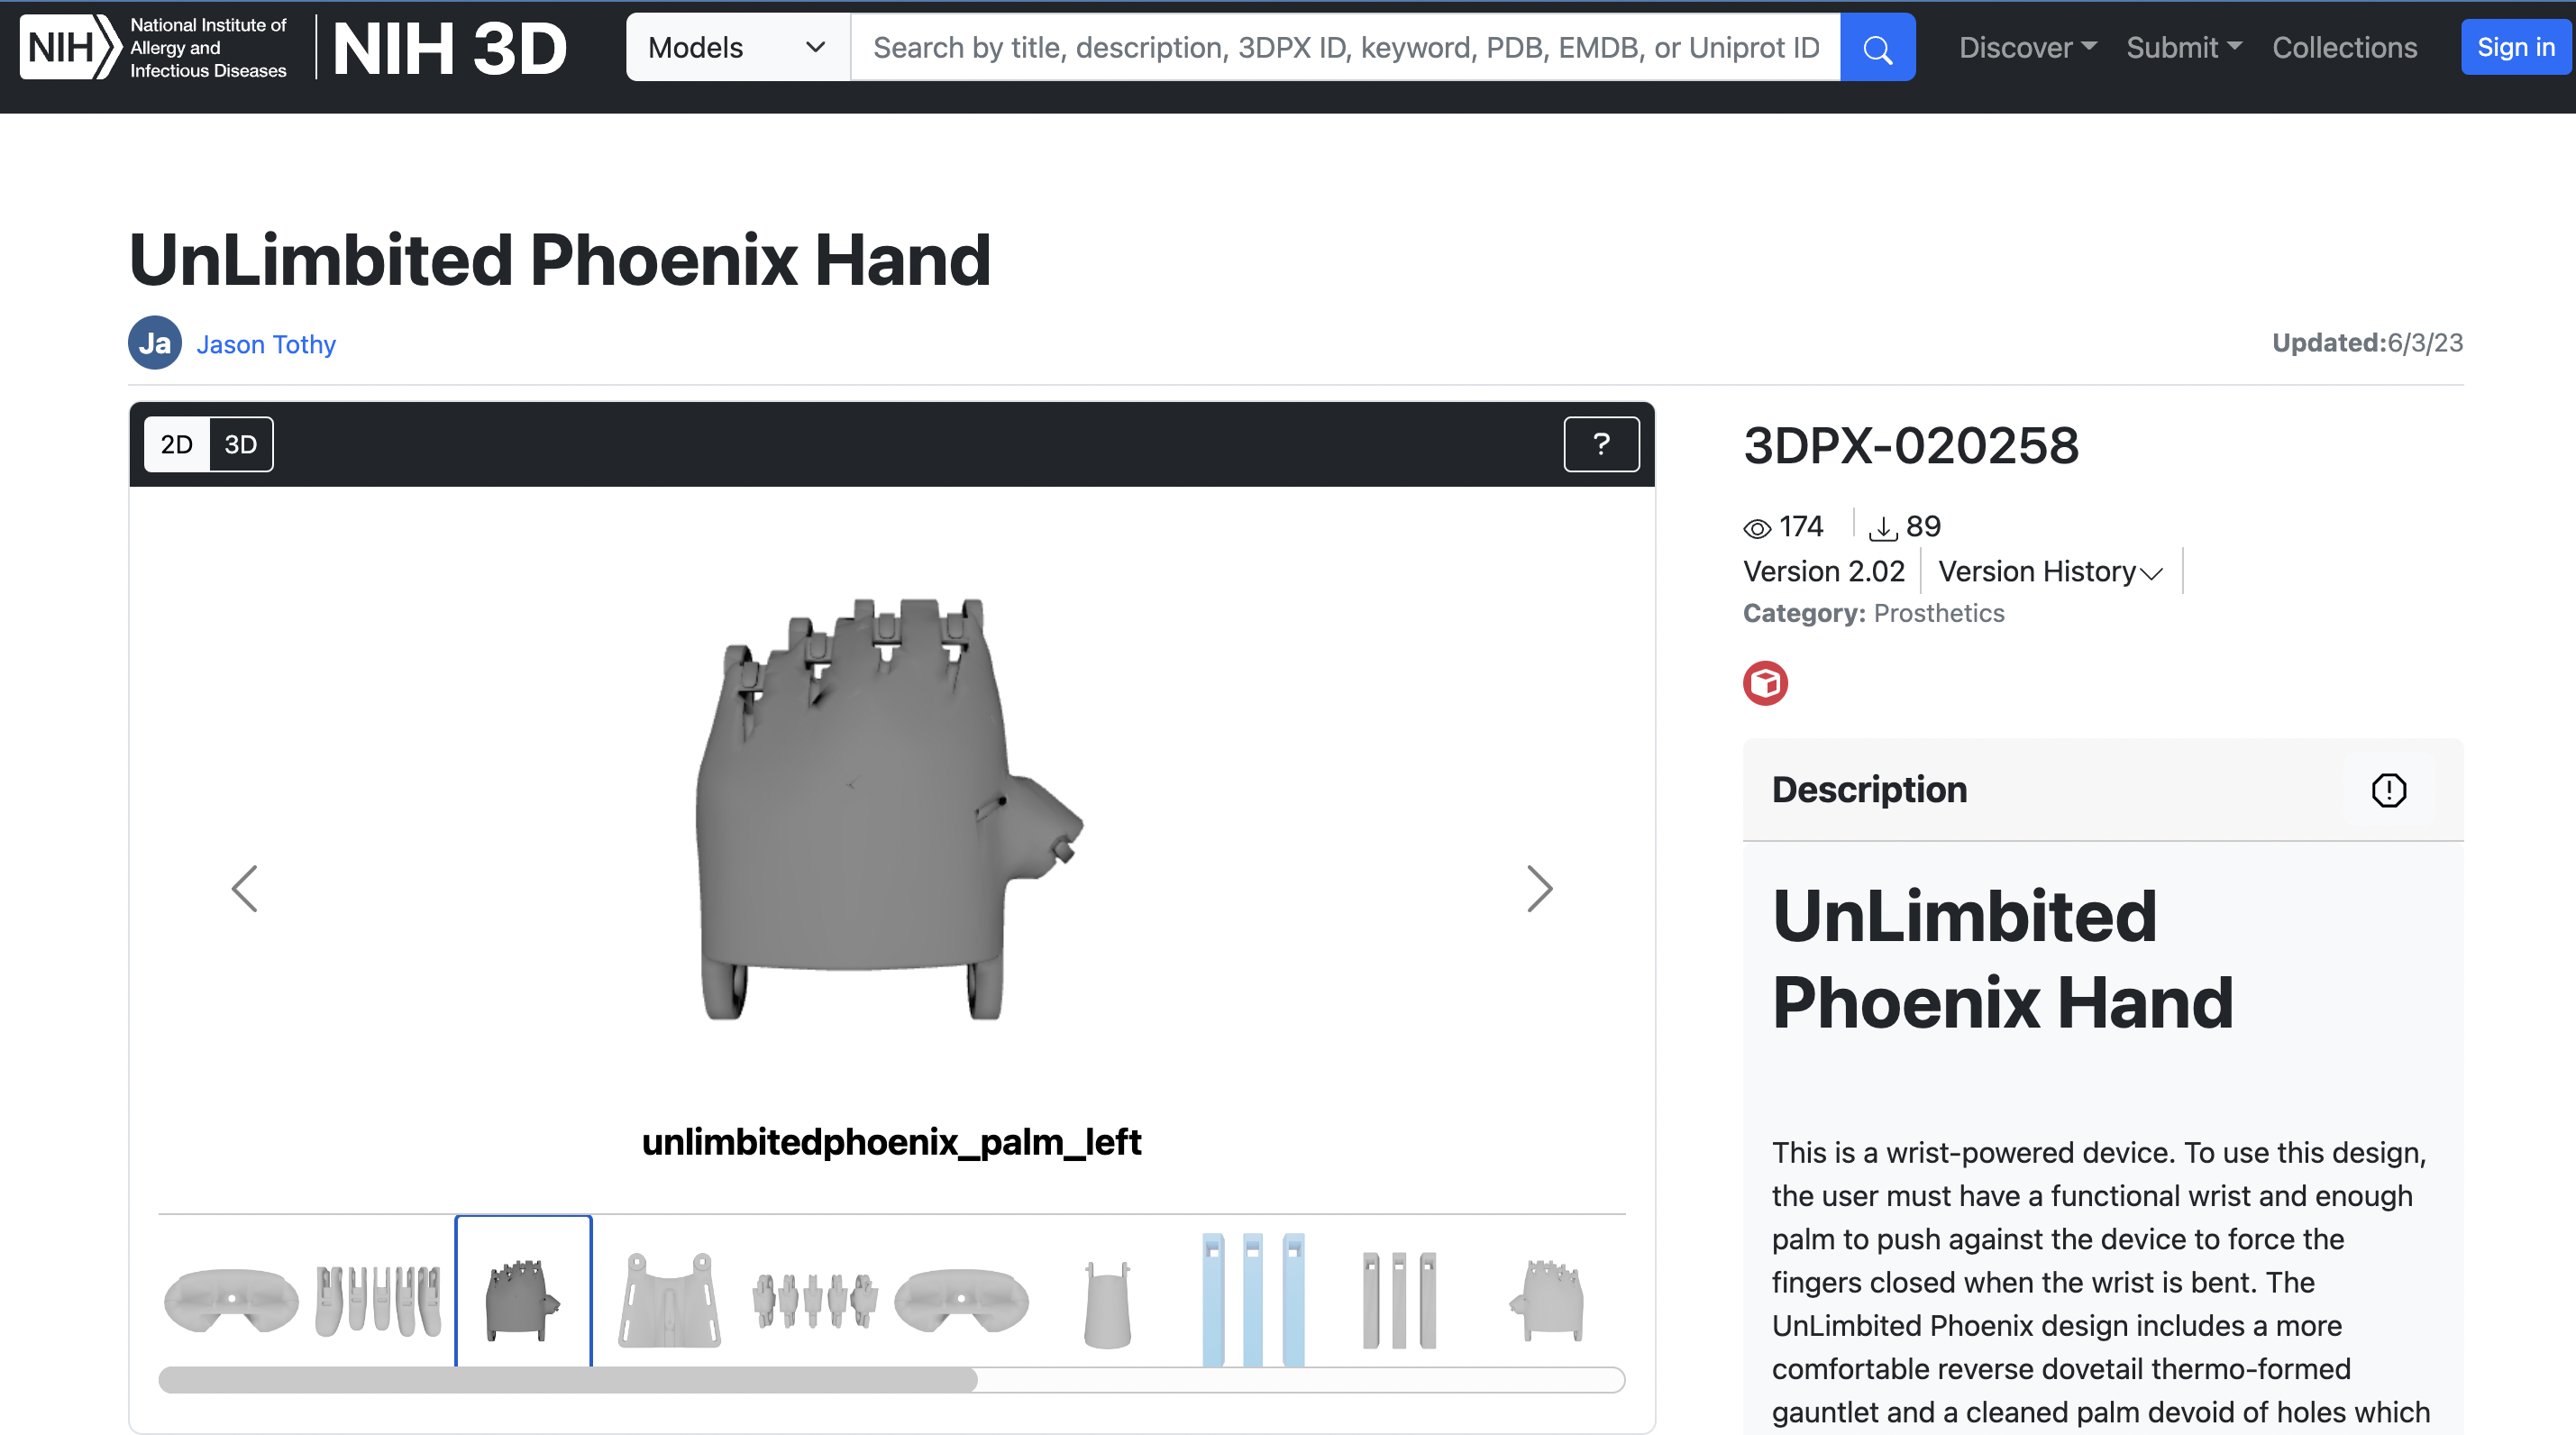 NIH
National Institute of
Allergy and
Infectious Diseases
NIH 3D
Models
Search by title, description, 3DPX ID, keyword, PDB, EMDB, or Uniprot ID
Discover
Submit
Collections
Sign in
UnLimbited Phoenix Hand
Ja
Jason Tothy
Updated:6/3/23
2D
3D
?
unlimbitedphoenix_palm_left
3DPX-020258
174
89
Version 2.02
Version History
Category: Prosthetics
Description
UnLimbited
Phoenix Hand
This is a wrist-powered device. To use this design,
the user must have a functional wrist and enough
palm to push against the device to force the
fingers closed when the wrist is bent. The
UnLimbited Phoenix design includes a more
comfortable reverse dovetail thermo-formed
gauntlet and a cleaned palm devoid of holes which